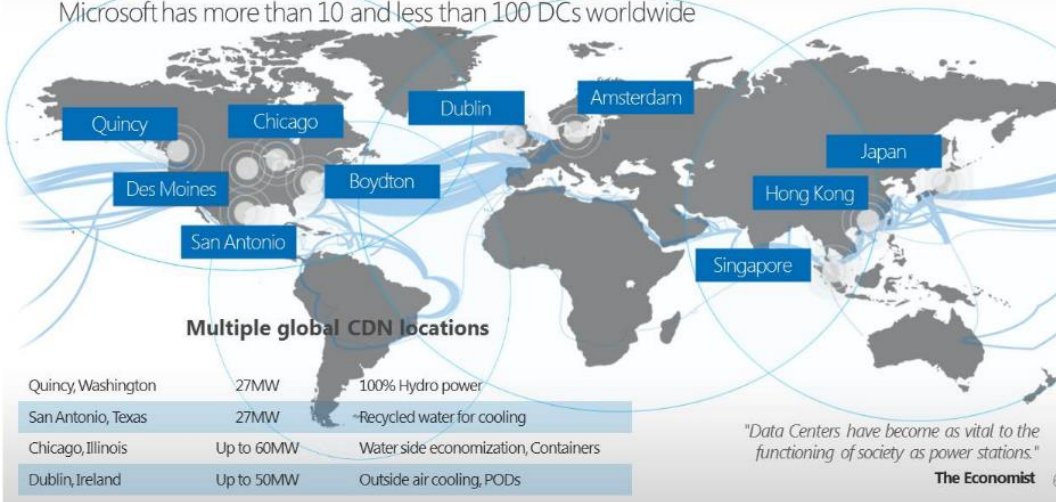 Microsoft has more than 10 and less than 100 DCs worldwide
Quincy
Chicago
Dublin
Amsterdam
Des Moines
Boydton
Japan
Hong Kong
San Antonio
Singapore
Multiple global CDN locations
Quincy, Washington 27MW 100% Hydro power
San Antonio, Texas 27MW Recycled water for cooling
Chicago, Illinois Up to 60MW Water side economization, Containers
Dublin, Ireland Up to 50MW Outside air cooling, PODs
"Data Centers have become as vital to the
functioning of society as power stations."
The Economist